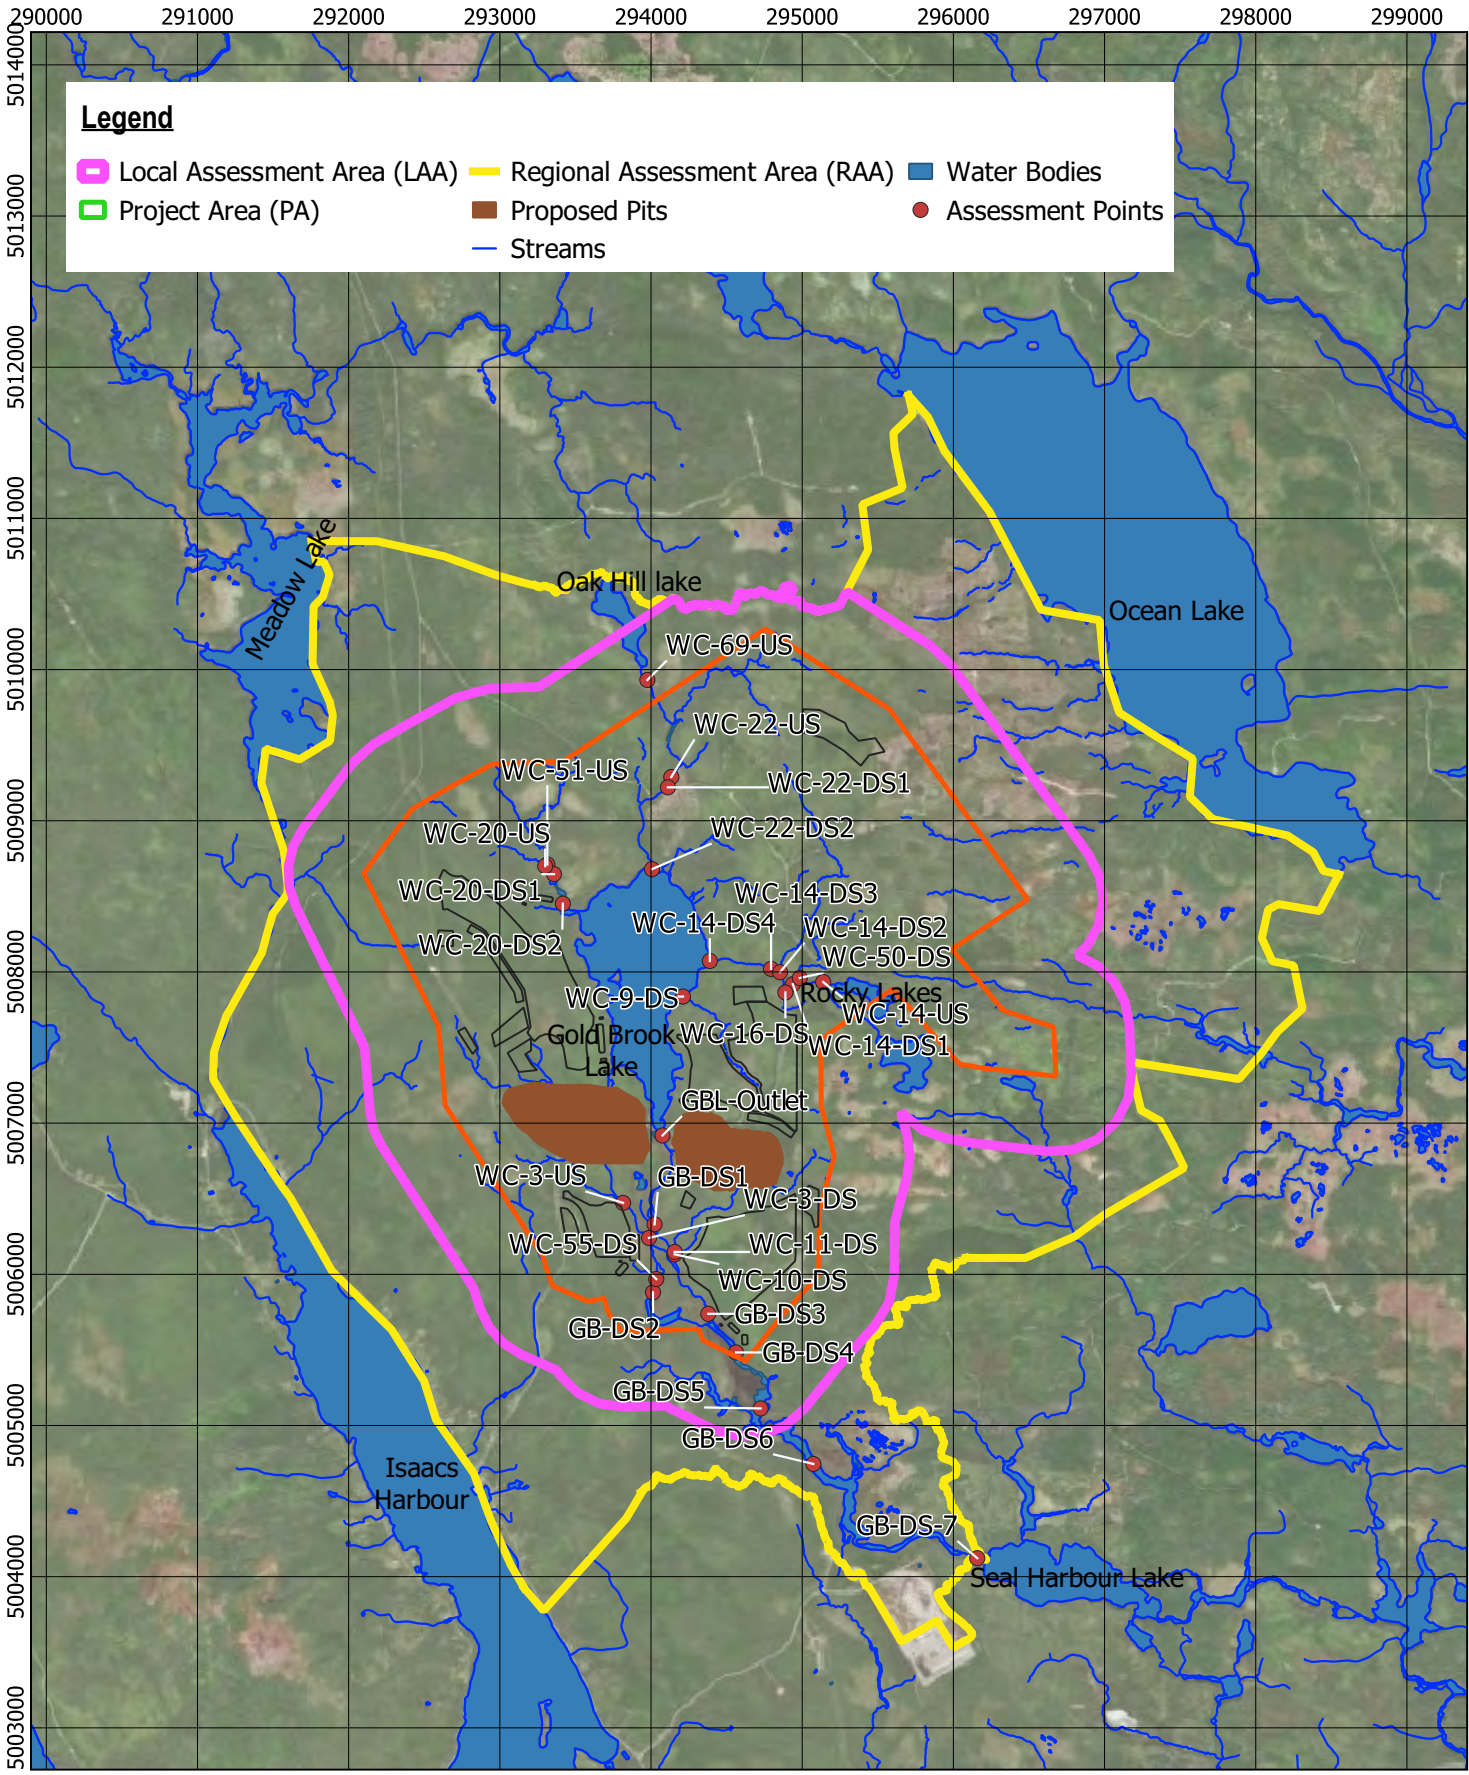 290000 291000 292000 293000 294000 295000 296000 297000 298000 299000
5014000
5013000
5012000
5011000
5010000
5009000
5008000
5007000
5006000
5005000
5004000
5003000
Legend
Local Assessment Area (LAA)
Regional Assessment Area (RAA)
Water Bodies
Project Area (PA)
Proposed Pits
Assessment Points
Streams
Meadow Lake
Oak Hill lake
Ocean Lake
WC-69-US
WC-22-US
WC-51-US
WC-22-DS1
WC-20-US
WC-22-DS2
WC-20-DS1
WC-14-DS3
WC-14-DS4
WC-14-DS2
WC-20-DS2
WC-50-DS
WC-9-DS
Rocky Lakes
WC-14-US
Gold Brook
Lake
WC-16-DS
WC-14-DS1
GBL-Outlet
WC-3-US
GB-DS1
WC-3-DS
WC-55-DS
WC-11-DS
WC-10-DS
GB-DS3
GB-DS2
GB-DS4
GB-DS5
GB-DS6
Isaacs
Harbour
GB-DS-7
Seal Harbour Lake